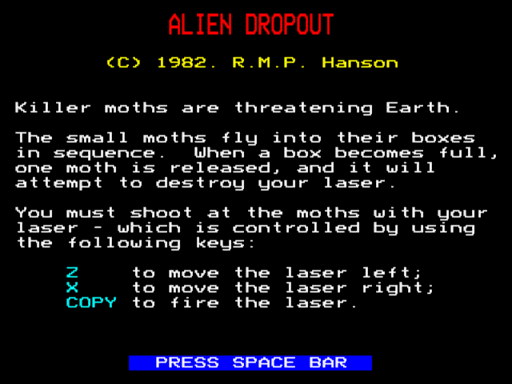 ALIEN DROPOUT
(C) 1982. R.M.P. Hanson
Killer moths are threatening Earth.
The small moths fly into their boxes
in sequence.  When a box becomes full,
one moth is released, and it will
attempt to destroy your laser.
You must shoot at the moths with your
laser - which is controlled by using
the following keys:
Z to move the laser left;
X to move the laser right;
COPY to fire the laser.
PRESS SPACE BAR